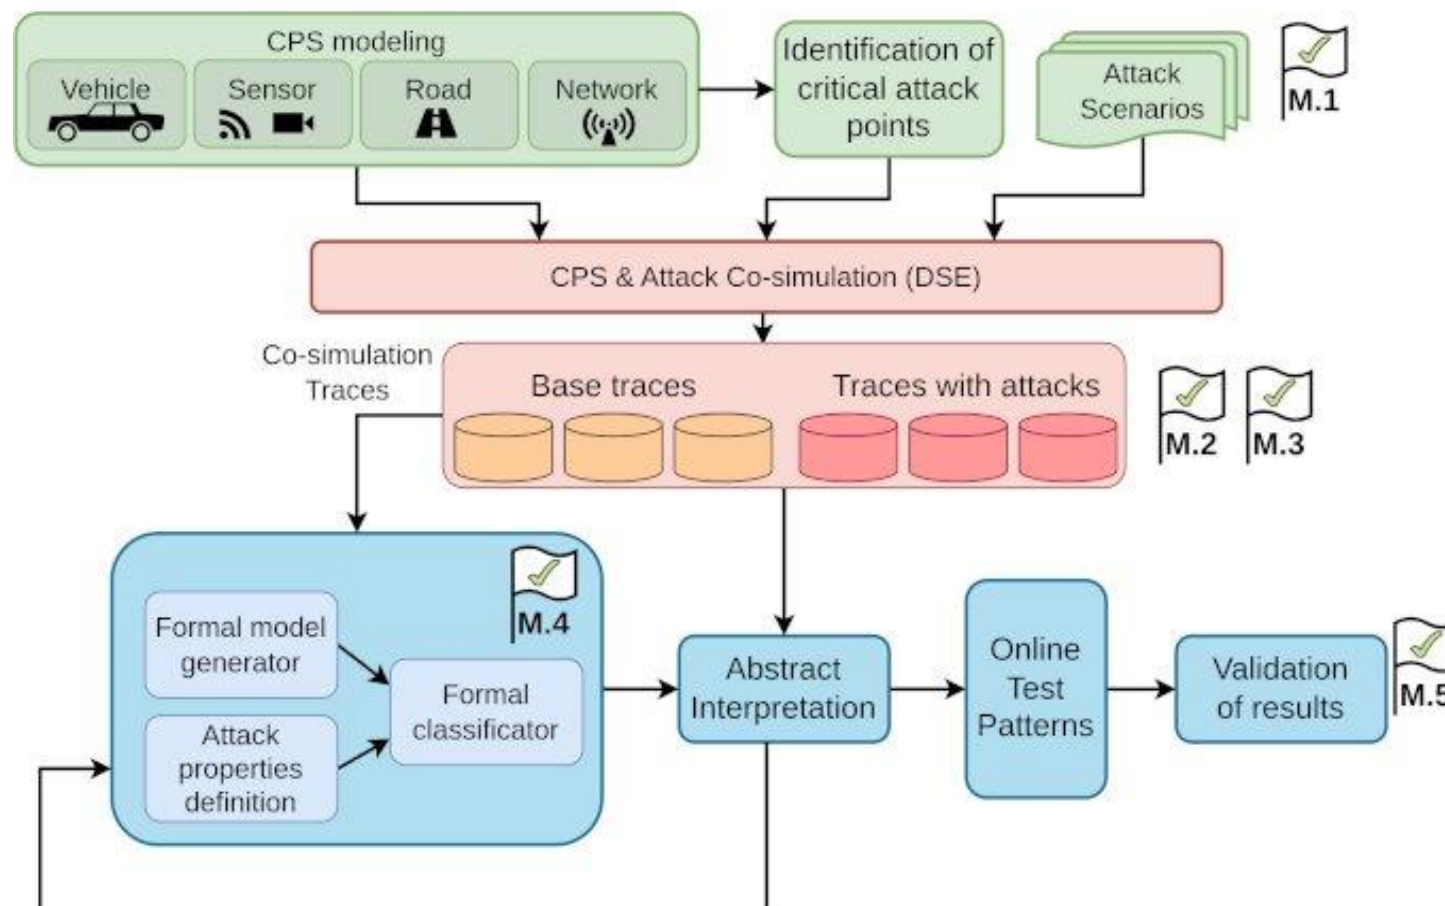 CPS modeling
Vehicle
Sensor
Road
Network
Identification of
critical attack
points
Attack
Scenarios
M.1
CPS & Attack Co-simulation (DSE)
Co-simulation
Traces
Base traces
Traces with attacks
M.2
M.3
M.4
Formal model
generator
Formal
classificator
Attack
properties
definition
Abstract
Interpretation
Online
Test
Patterns
Validation
of results
M.5